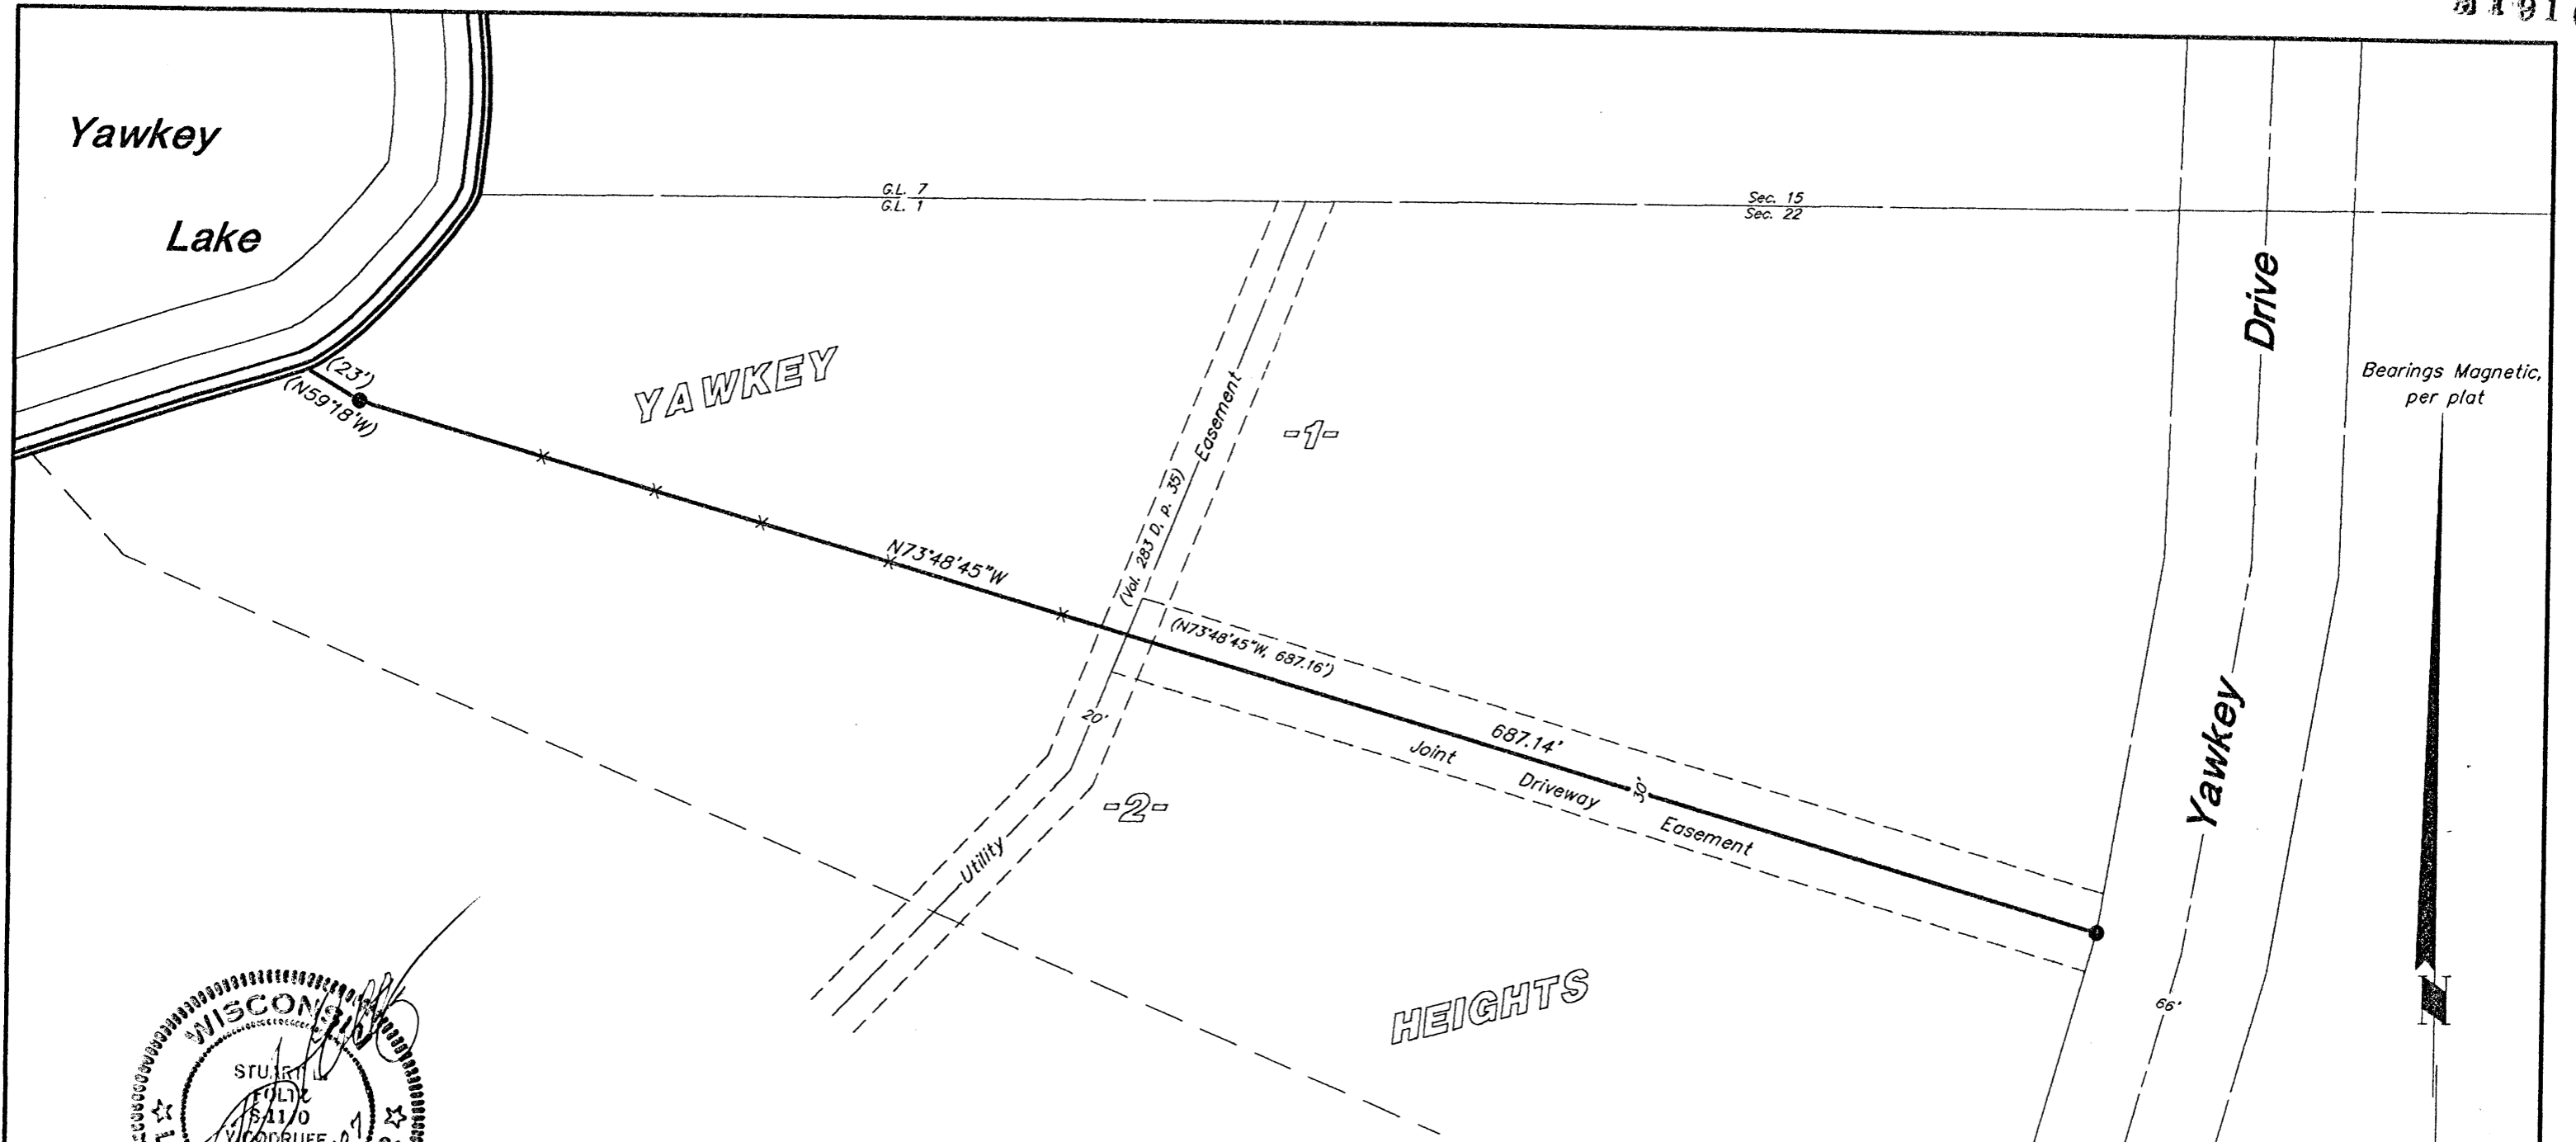 Yawkey
Lake
G.L. 7
G.L. 1
Sec. 15
Sec. 22
Drive
Bearings Magnetic,
per plat
(23')
(N59°18'W)
YAWKEY
Easement
-1-
(Vol. 283 D, p. 35)
N73°48'45"W
(N73°48'45"W, 687.16')
20'
687.14'
Joint Driveway Easement
30'
Yawkey
-2-
Utility
HEIGHTS
66'
N
WISCONSIN